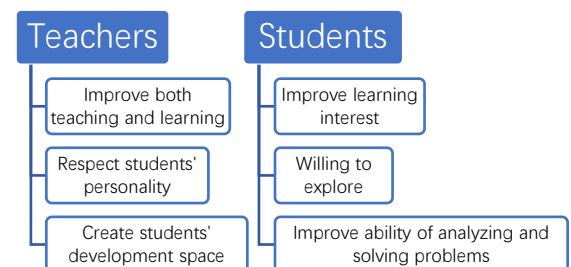 Teachers
Improve both
teaching and learning
Respect students'
personality
Create students'
development space
Students
Improve learning
interest
Willing to
explore
Improve ability of analyzing and
solving problems